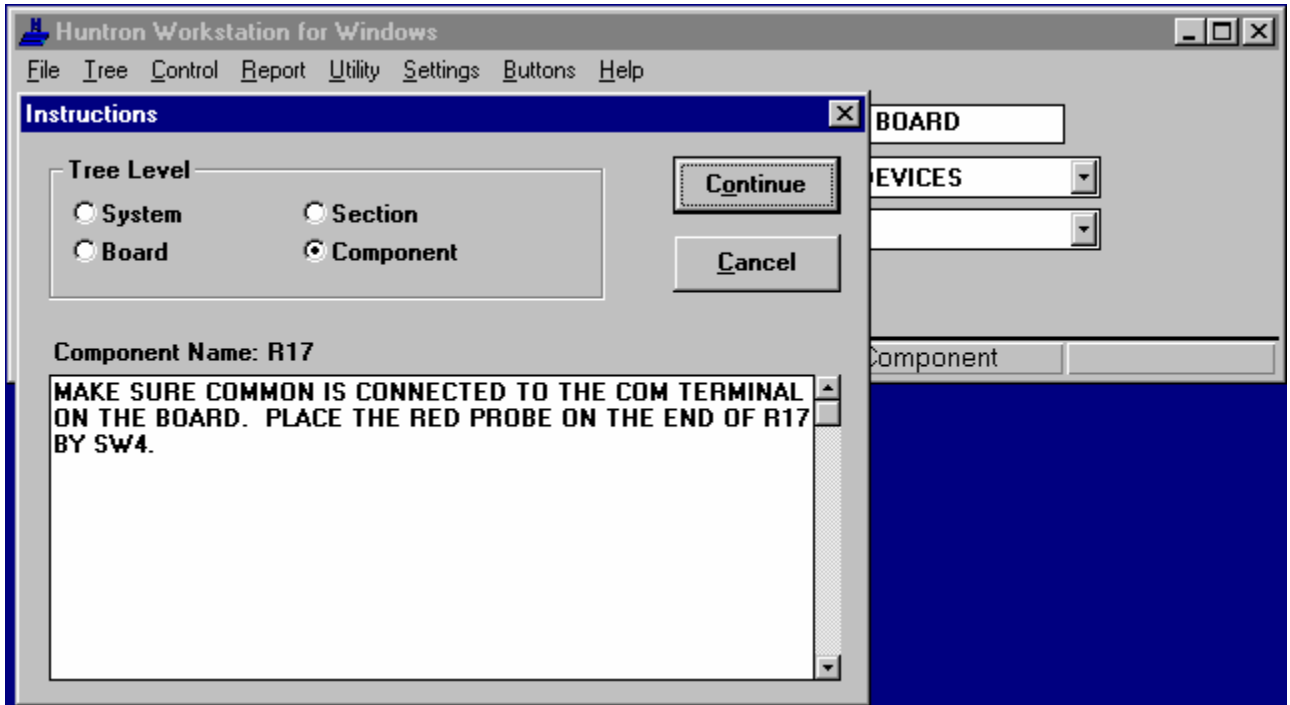 Huntron Workstation for Windows
File Tree Control Report Utility Settings Buttons Help
Instructions
BOARD
Tree Level
System
Section
Board
Component
Continue
Cancel
EVICES
Component Name: R17
Component
MAKE SURE COMMON IS CONNECTED TO THE COM TERMINAL
ON THE BOARD. PLACE THE RED PROBE ON THE END OF R17
BY SW4.